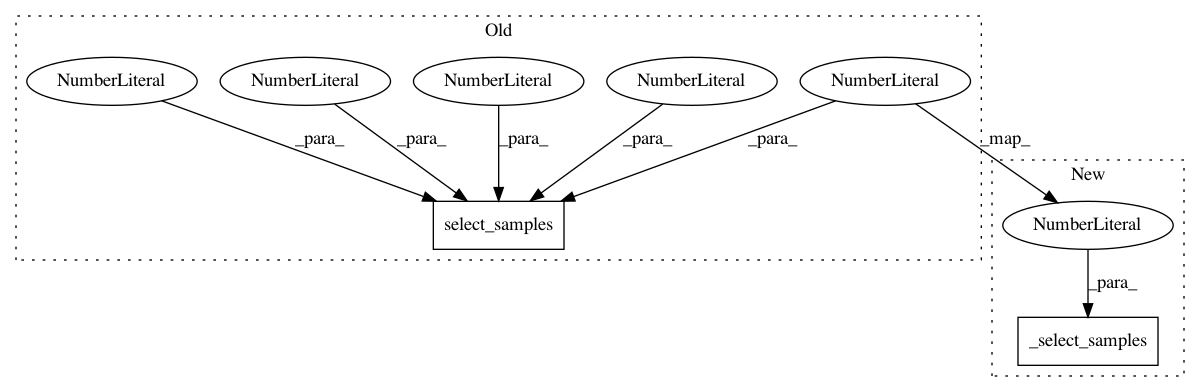 Old
NumberLiteral NumberLiteral NumberLiteral NumberLiteral NumberLiteral
_para_ _para_ _para_ _para_ _para_ _map_
New
select_samples NumberLiteral
_para_
_select_samples